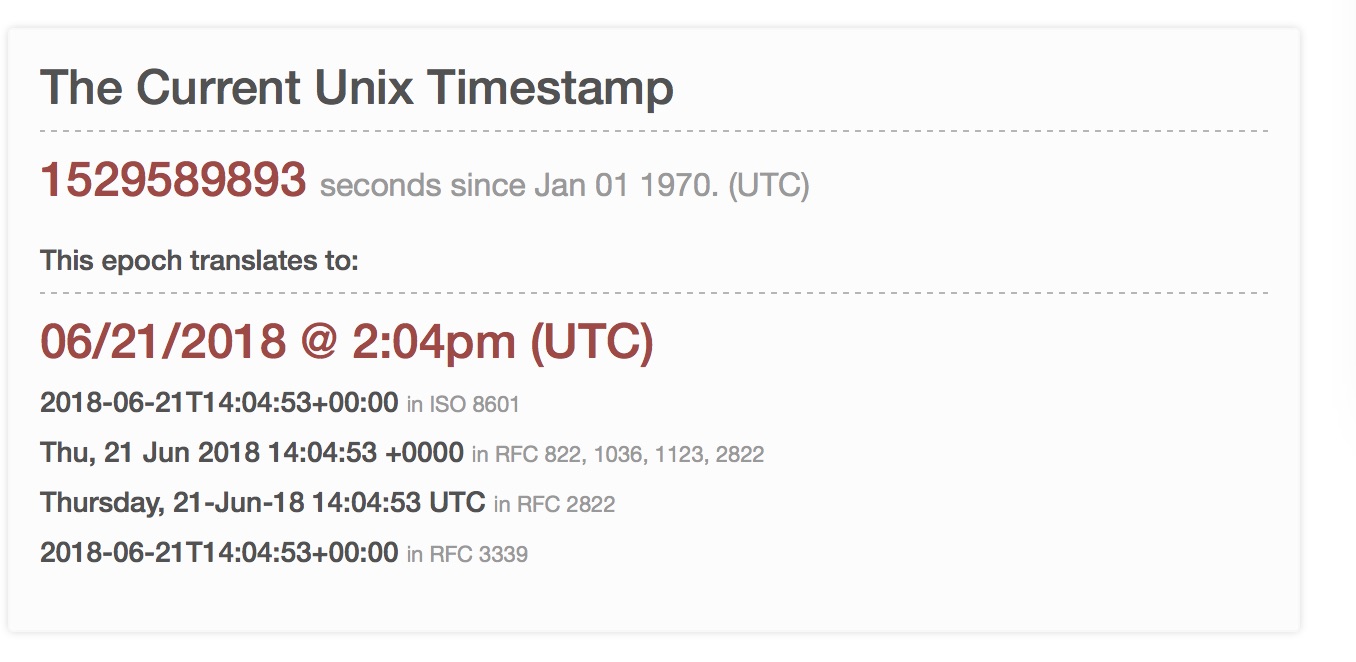 The Current Unix Timestamp
1529589893 seconds since Jan 01 1970. (UTC)
This epoch translates to:
06/21/2018 @ 2:04pm (UTC)
2018-06-21T14:04:53+00:00 in ISO 8601
Thu, 21 Jun 2018 14:04:53 +0000 in RFC 822, 1036, 1123, 2822
Thursday, 21-Jun-18 14:04:53 UTC in RFC 2822
2018-06-21T14:04:53+00:00 in RFC 3339